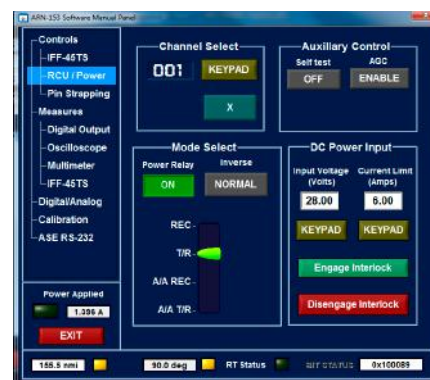 ARN-153 Software Manual Panel
Controls
IFF-45TS
RCU / Power
Pin Strapping
Measures
Digital Output
Oscilloscope
Multimeter
IFF-45TS
Digital/Analog
Calibration
ASE RS-232
Power Applied
1.396 A
EXIT
Channel Select
001
KEYPAD
X
Auxiliary Control
Self test
AGC
OFF
ENABLE
Mode Select
Power Relay
Inverse
ON
NORMAL
REC
T/R
A/A REC
A/A T/R
DC Power Input
Input Voltage (Volts)
Current Limit (Amps)
28.00
6.00
KEYPAD
KEYPAD
Engage Interlock
Disengage Interlock
156.5 nmi
90.0 deg
RT Status
BIT STATUS
0x100089